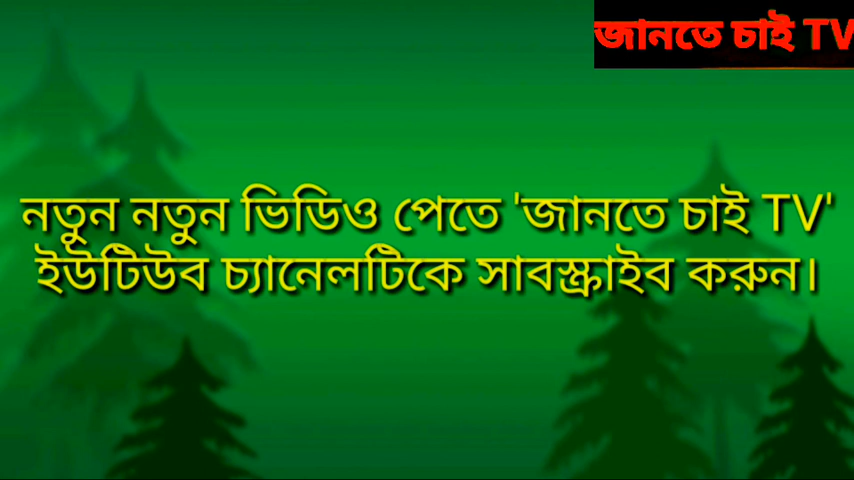 জানতে চাই TV
নতুন নতুন ভিডিও পেতে 'জানতে চাই TV'
ইউটিউব চ্যানেলটিকে সাবস্ক্রাইব করুন।